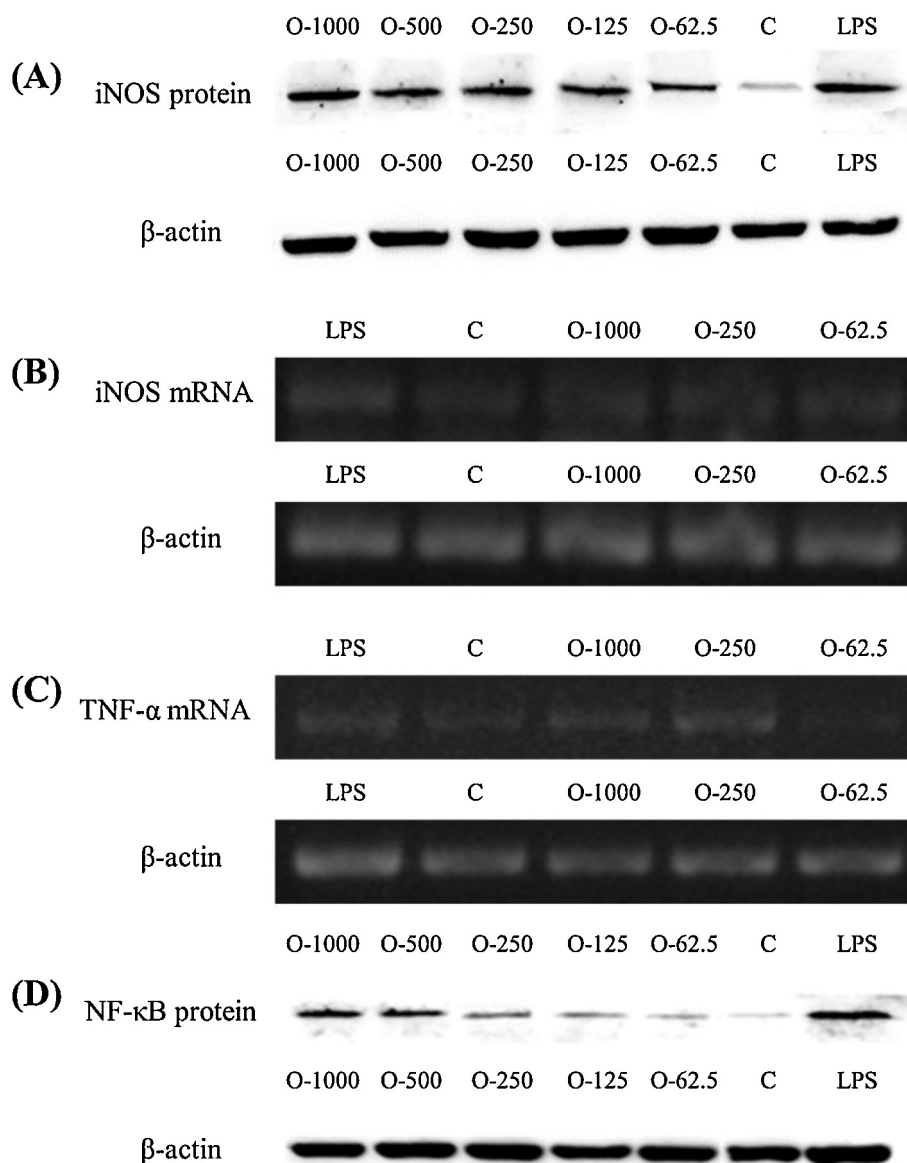 O-1000 O-500 O-250 O-125 O-62.5 C LPS
(A)
iNOS protein
O-1000 O-500 O-250 O-125 O-62.5 C LPS
β-actin
LPS C O-1000 O-250 O-62.5
(B)
iNOS mRNA
LPS C O-1000 O-250 O-62.5
β-actin
LPS C O-1000 O-250 O-62.5
(C)
TNF-α mRNA
LPS C O-1000 O-250 O-62.5
β-actin
O-1000 O-500 O-250 O-125 O-62.5 C LPS
(D)
NF-κB protein
O-1000 O-500 O-250 O-125 O-62.5 C LPS
β-actin